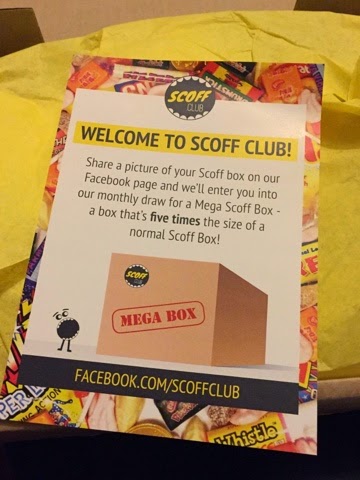 SCOFF
CLUB
WELCOME TO SCOFF CLUB!
Share a picture of your Scoff box on our
Facebook page and we'll enter you into
our monthly draw for a Mega Scoff Box -
a box that's five times the size of a
normal Scoff Box!
SCOFF
CLUB
MEGA BOX
FACEBOOK.COM/SCOFFCLUB
Whistle